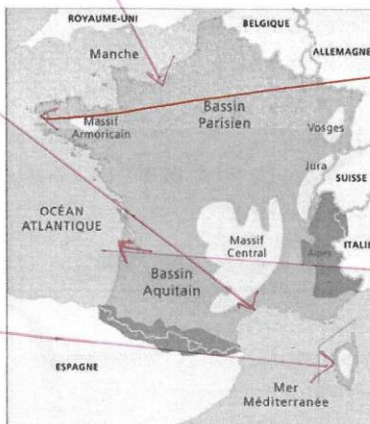 ROYAUME-UNI
BELGIQUE
Manche
ALLEMAGNE
Bassin
Parisien
Massif
Armoricain
Vosges
Jura
SUISSE
OCÉAN
ATLANTIQUE
Massif
Central
Alpes
ITALIE
Bassin
Aquitain
ESPAGNE
Mer
Méditerranée